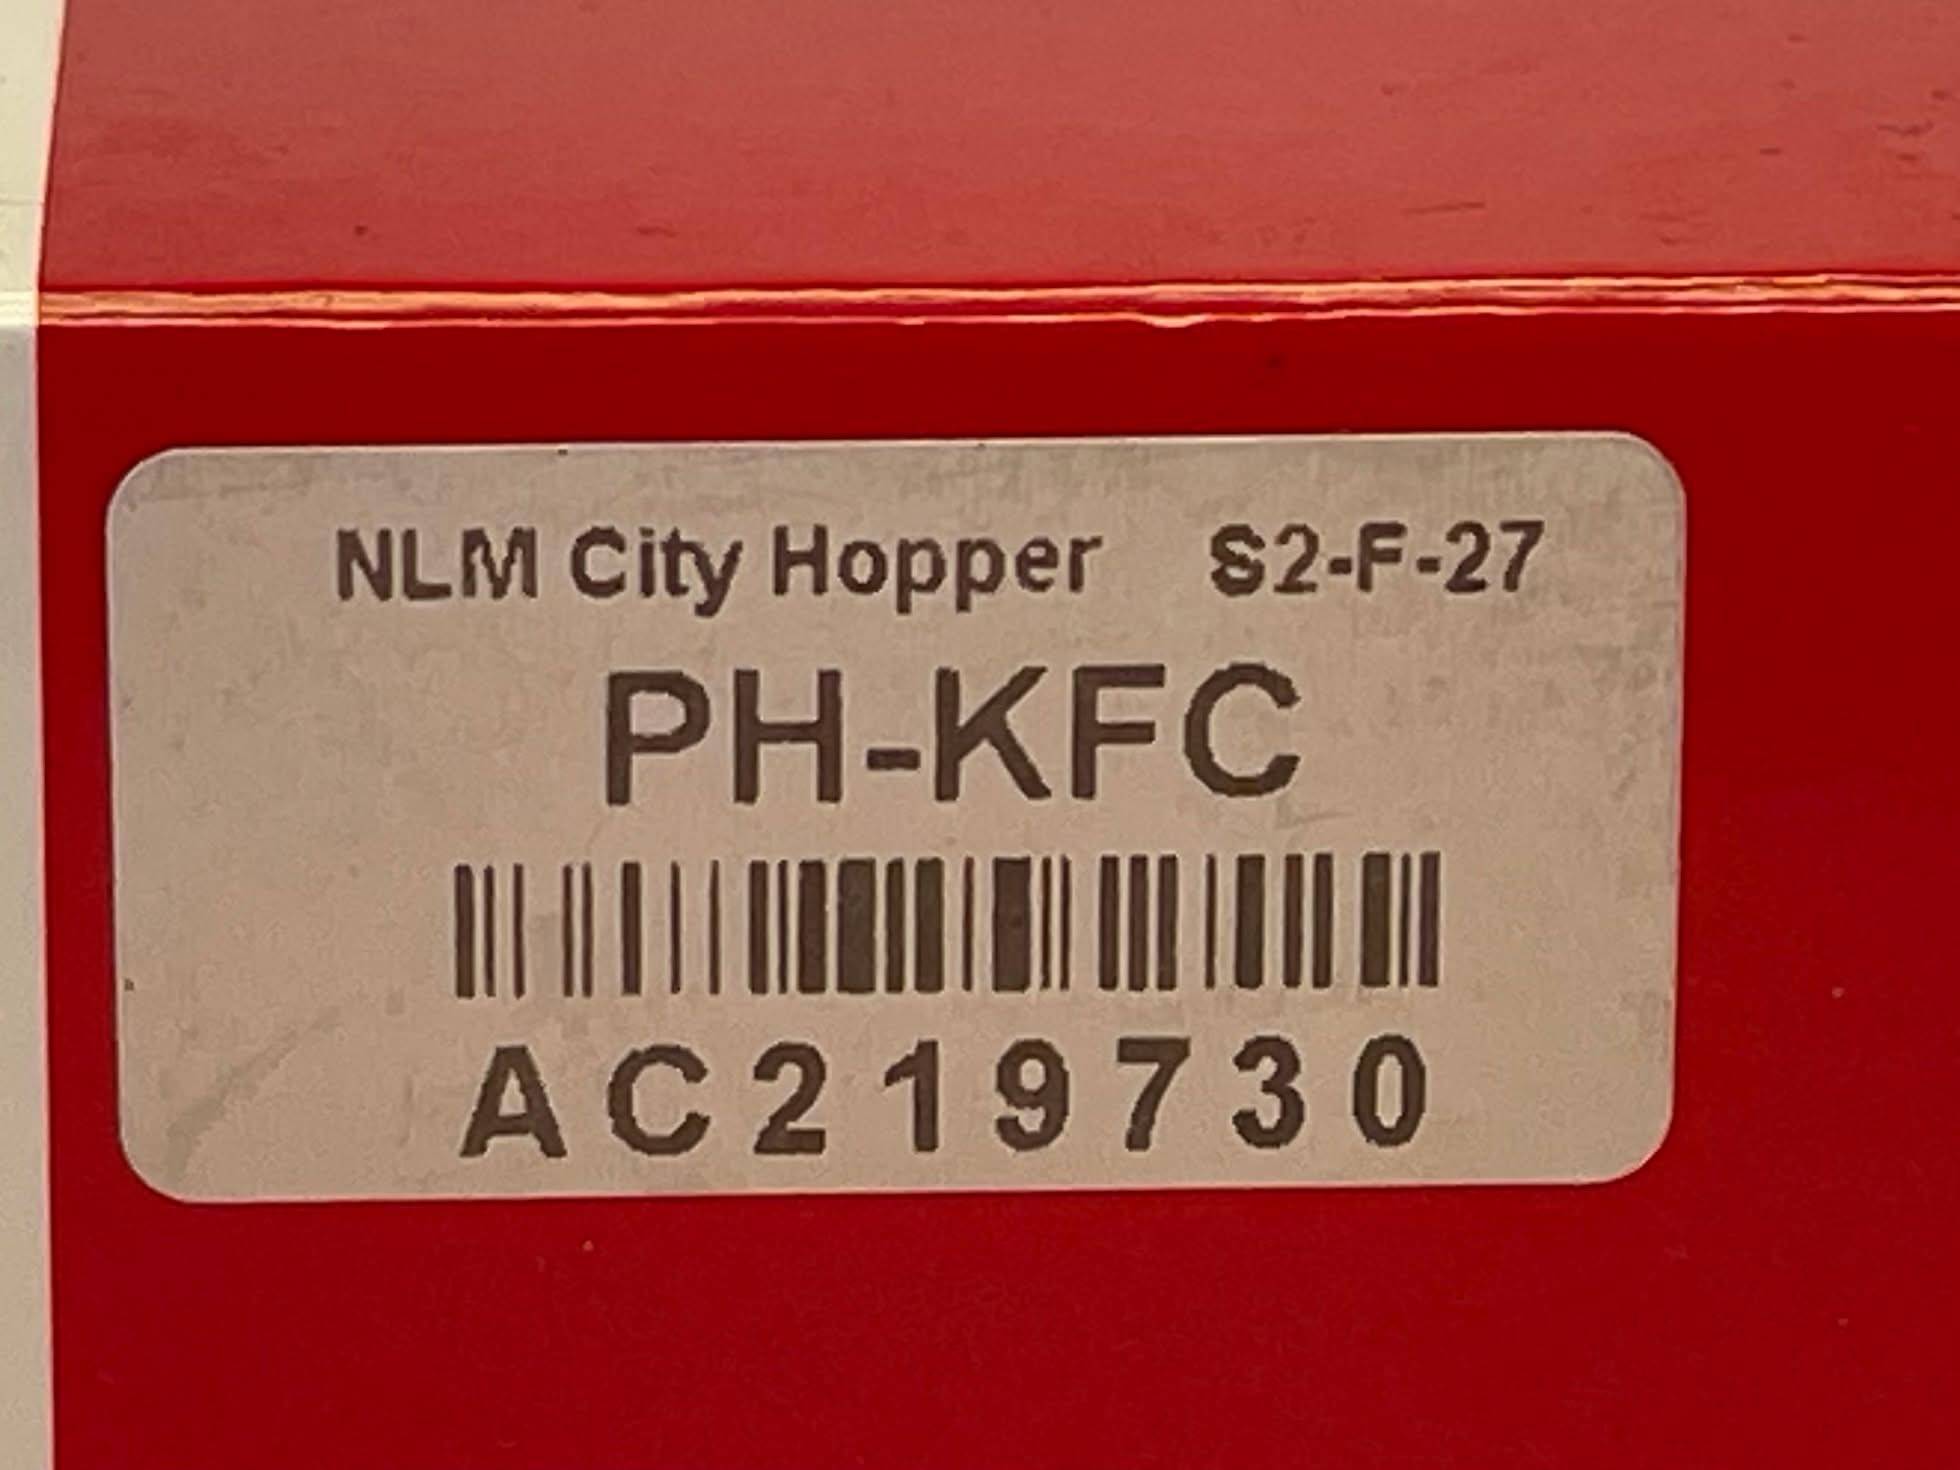 NLM City Hopper S2-F-27
PH-KFC
AC219730